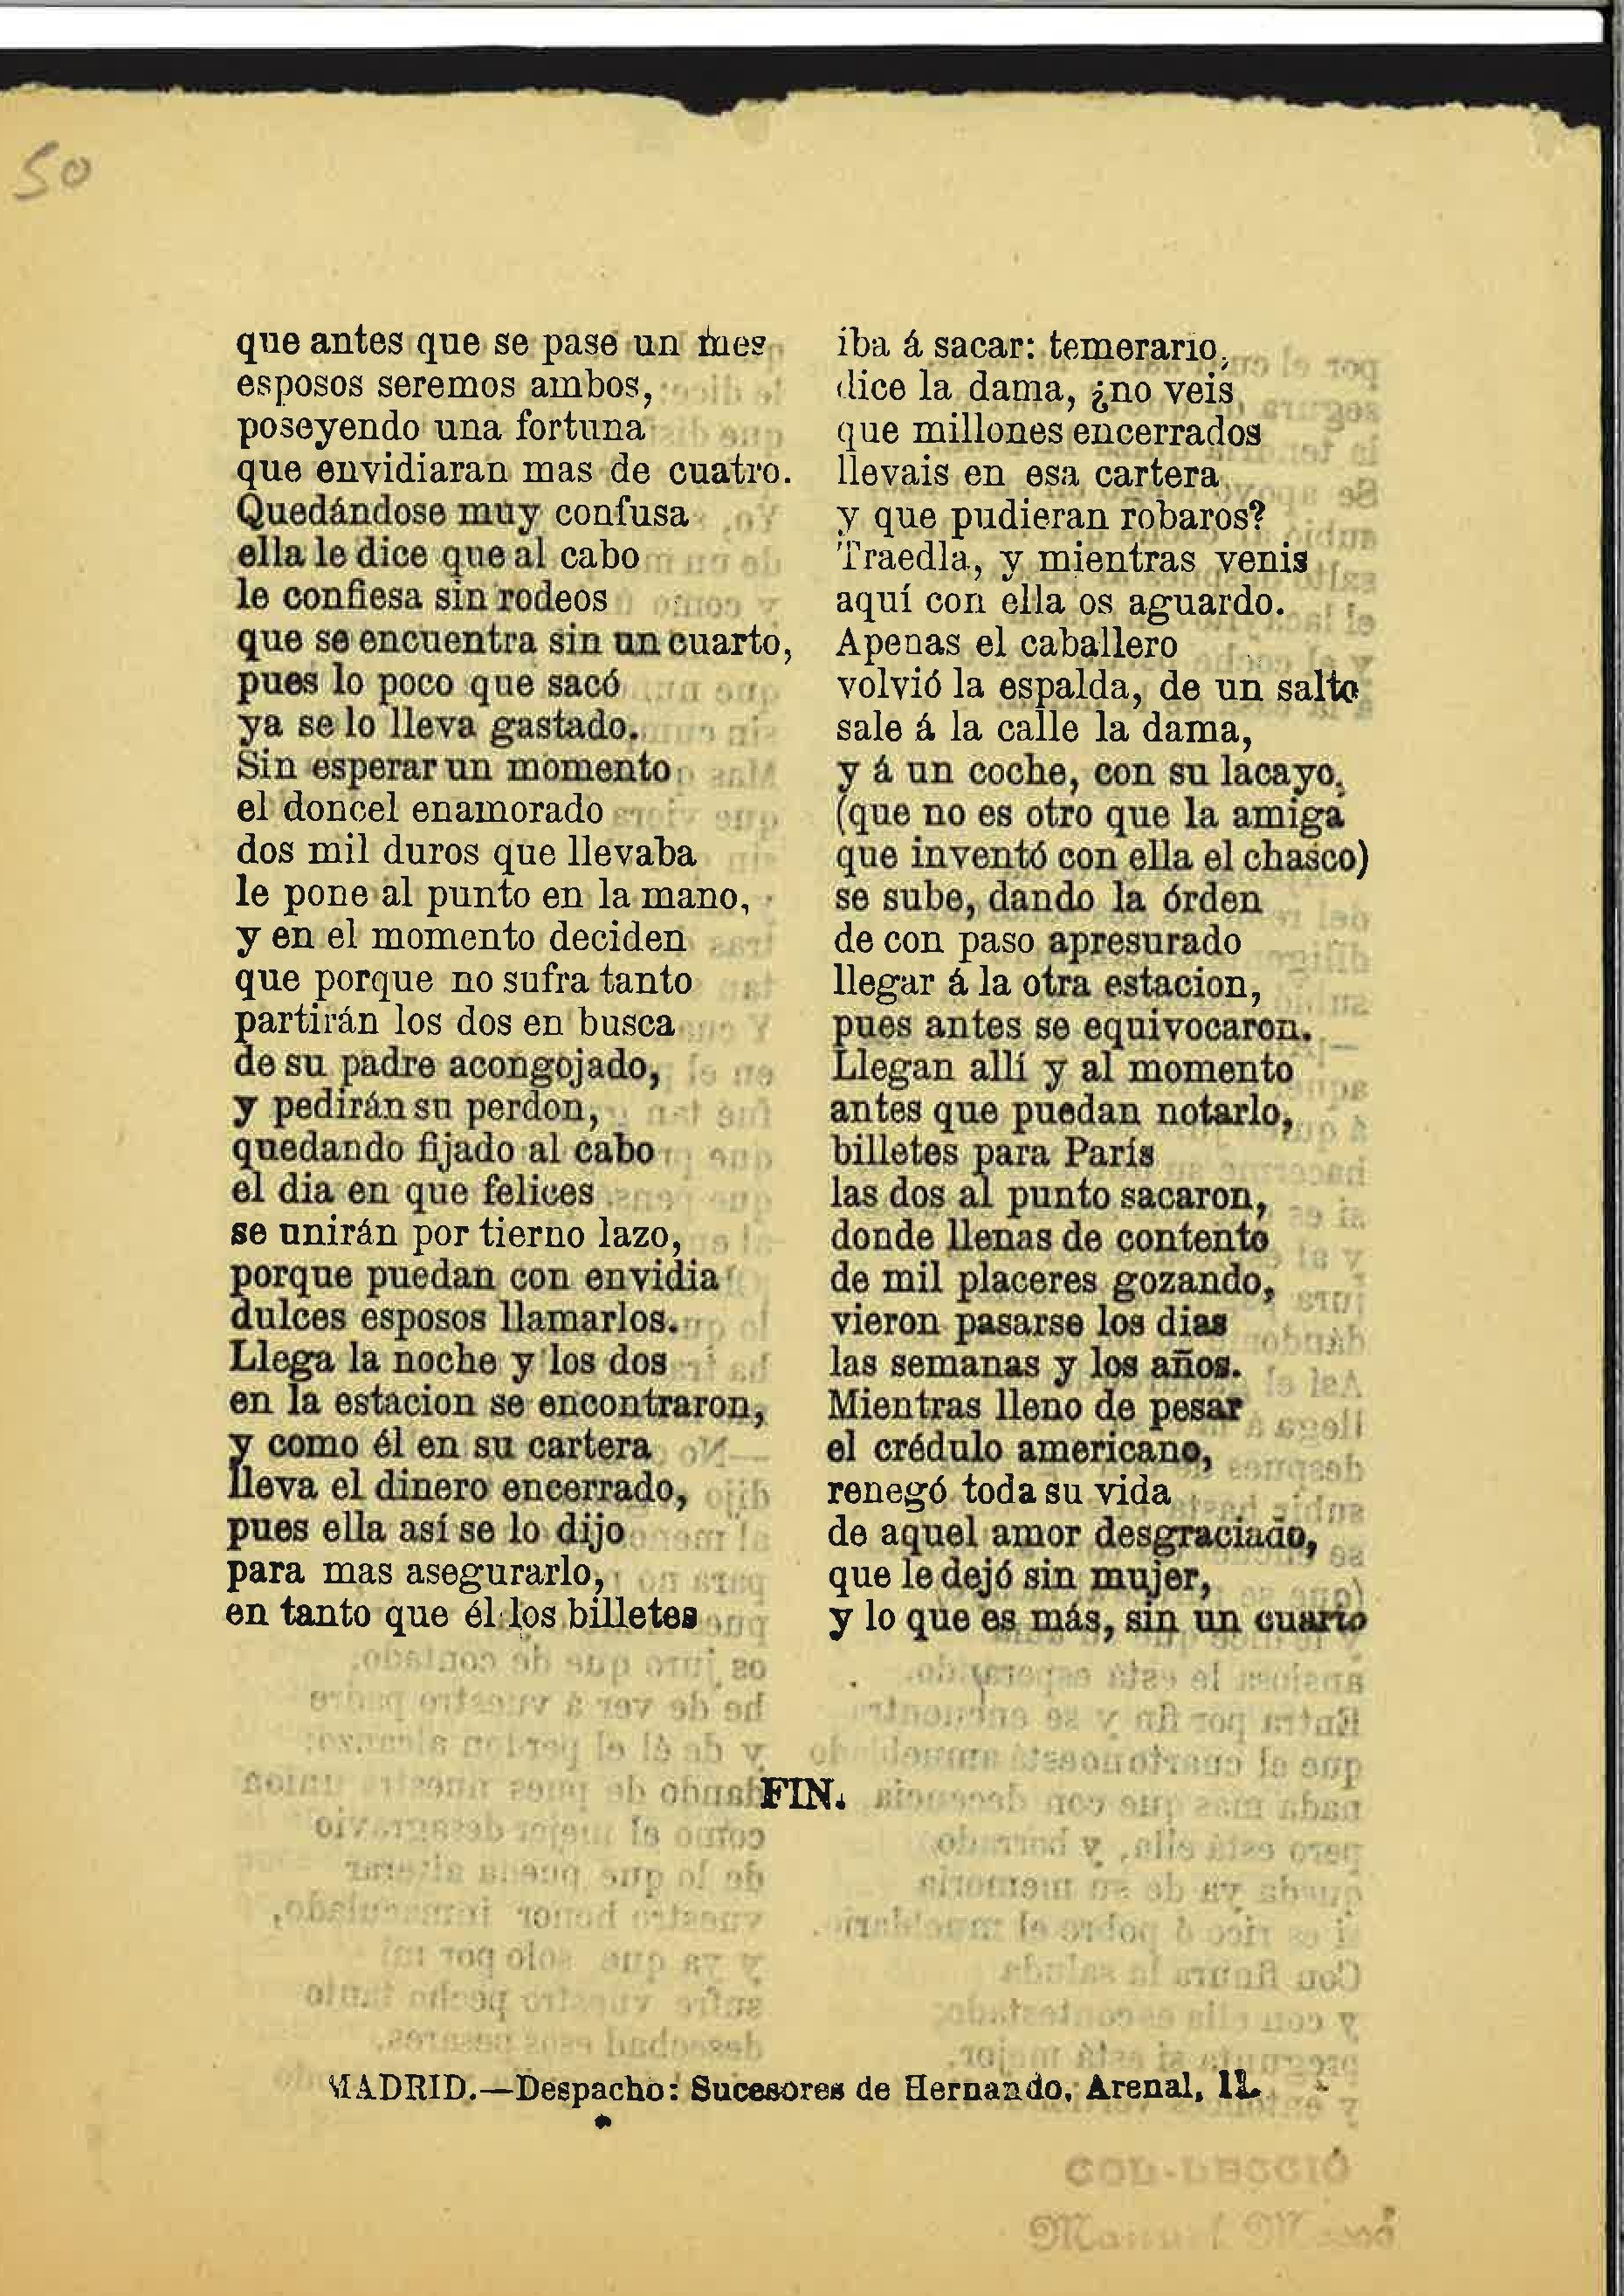 50
que antes que se pase un mes
esposos seremos ambos,
poseyendo una fortuna
que envidiaran mas de cuatro.
Quedándose muy confusa
ella le dice que al cabo
le confiesa sin rodeos
que se encuentra sin un cuarto,
pues lo poco que sacó
ya se lo lleva gastado.
Sin esperar un momento
el doncel enamorado
dos mil duros que llevaba
le pone al punto en la mano,
y en el momento deciden
que porque no sufra tanto
partirán los dos en busca
de su padre acongojado,
y pedirán su perdon,
quedando fijado al cabo
el dia en que felices
se unirán por tierno lazo,
porque puedan con envidia
dulces esposos llamarlos.
Llega la noche y los dos
en la estacion se encontraron,
y como él en su cartera
lleva el dinero encerrado,
pues ella así se lo dijo
para mas asegurarlo,
en tanto que él los billetes
iba á sacar: temerario,
dice la dama, ¿no veis
que millones encerrados
llevais en esa cartera
y que pudieran robaros?
Traedla, y mientras venis
aquí con ella os aguardo.
Apenas el caballero
volvió la espalda, de un salto
sale á la calle la dama,
y á un coche, con su lacayo,
(que no es otro que la amiga
que inventó con ella el chasco)
se sube, dando la órden
de con paso apresurado
llegar á la otra estacion,
pues antes se equivocaron.
Llegan allí y al momento
antes que puedan notarlo,
billetes para París
las dos al punto sacaron,
donde llenas de contento
de mil placeres gozando,
vieron pasarse los dias
las semanas y los años.
Mientras lleno de pesar
el crédulo americano,
renegó toda su vida
de aquel amor desgraciado,
que le dejó sin mujer,
y lo que es más, sin un cuarto
FIN.
MADRID.—Despacho: Sucesores de Hernando, Arenal, 11.
COL·LECCIÓ
Manuel